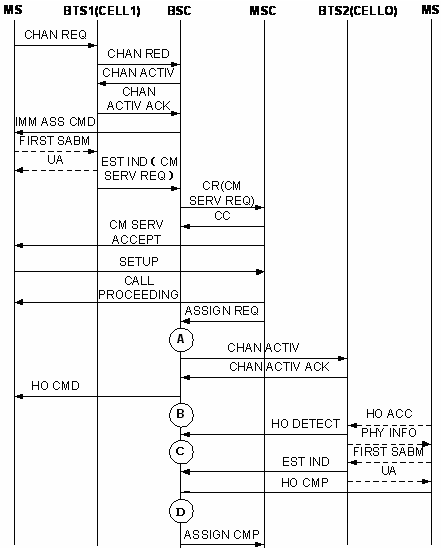 MS BTS1(CELL1) BSC MSC BTS2(CELL0) MS
CHAN REQ
CHAN RED
CHAN ACTIV
CHAN
ACTIV ACK
IMM ASS CMD
FIRST SABM
UA
EST IND ( CM
SERV REQ )
CR(CM
SERV REQ)
CC
CM SERV
ACCEPT
SETUP
CALL
PROCEEDING
ASSIGN REQ
A
CHAN ACTIV
CHAN ACTIV ACK
HO CMD
B
HO ACC
HO DETECT
PHY INFO
C
FIRST SABM
EST IND
UA
HO CMP
D
ASSIGN CMP